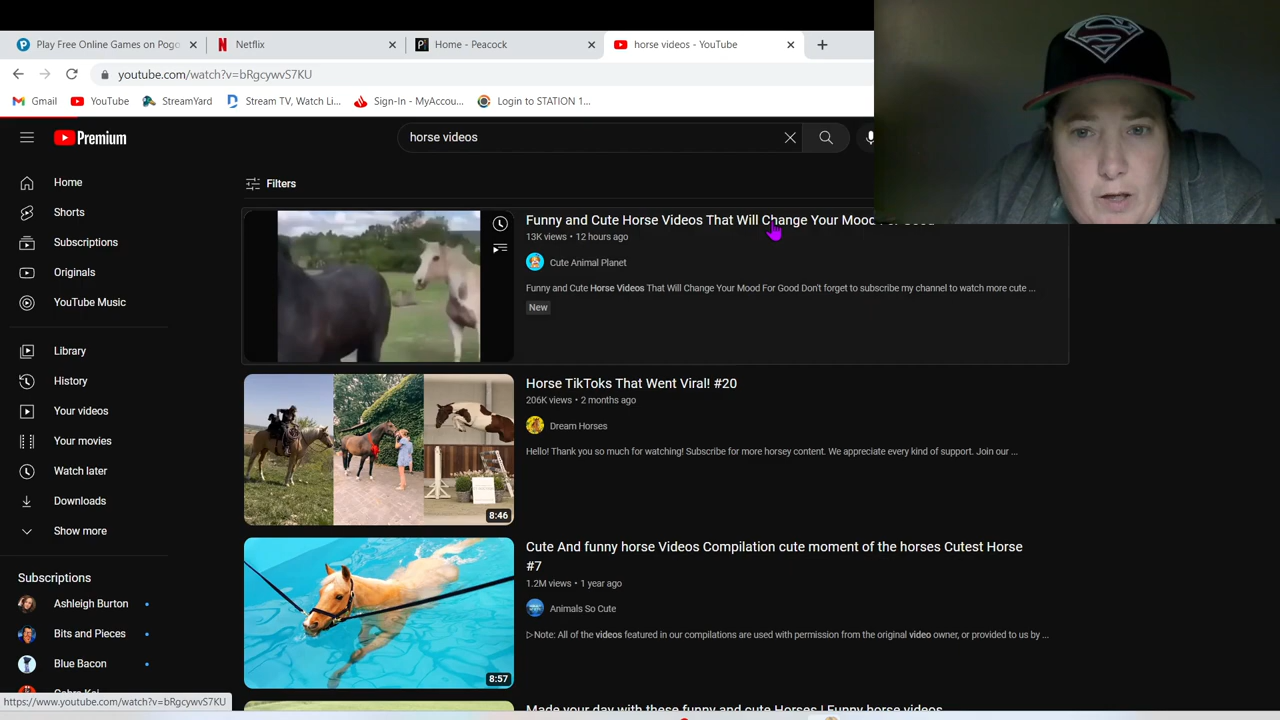 Play Free Online Games on Pogo
Netflix
Home - Peacock
horse videos - YouTube
youtube.com/watch?v=bRgcywvS7KU
Gmail
YouTube
StreamYard
Stream TV, Watch Li...
Sign-In - MyAccou...
Login to STATION 1...
Premium
horse videos
Home
Shorts
Subscriptions
Originals
YouTube Music
Library
History
Your videos
Your movies
Watch later
Downloads
Show more
Subscriptions
Ashleigh Burton
Bits and Pieces
Blue Bacon
Cobra Kai
Filters
Funny and Cute Horse Videos That Will Change Your Mood For Good
13K views • 12 hours ago
Cute Animal Planet
Funny and Cute Horse Videos That Will Change Your Mood For Good Don't forget to subscribe my channel to watch more cute ...
New
Horse TikToks That Went Viral! #20
206K views • 2 months ago
Dream Horses
Hello! Thank you so much for watching! Subscribe for more horsey content. We appreciate every kind of support. Join our ...
8:46
Cute And funny horse Videos Compilation cute moment of the horses Cutest Horse
#7
1.2M views • 1 year ago
Animals So Cute
▷Note: All of the videos featured in our compilations are used with permission from the original video owner, or provided to us by ...
8:57
Made your day with these funny and cute Horses | Funny horse videos
https://www.youtube.com/watch?v=bRgcywvS7KU